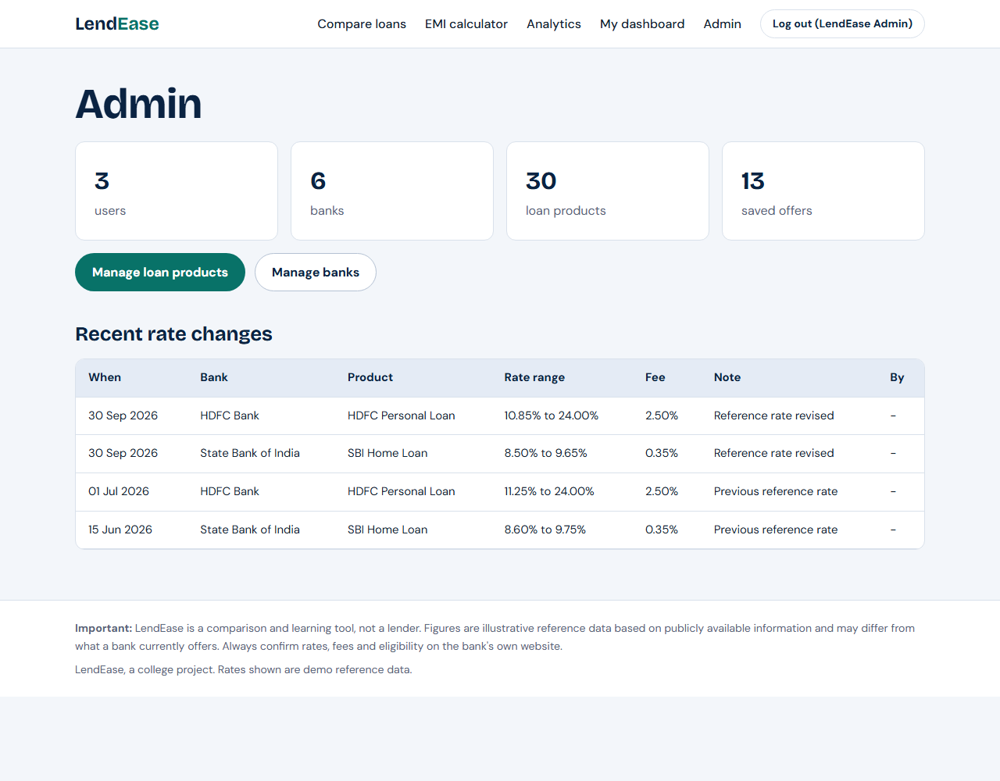 LendEase
Compare loans EMI calculator Analytics My dashboard Admin Log out (LendEase Admin)
Admin
3 6 30 13
users banks loan products saved offers
Manage loan products Manage banks
Recent rate changes
When Bank Product Rate range Fee Note By
30 Sep 2026 HDFC Bank HDFC Personal Loan 10.85% to 24.00% 2.50% Reference rate revised -
30 Sep 2026 State Bank of India SBI Home Loan 8.50% to 9.65% 0.35% Reference rate revised -
01 Jul 2026 HDFC Bank HDFC Personal Loan 11.25% to 24.00% 2.50% Previous reference rate -
15 Jun 2026 State Bank of India SBI Home Loan 8.60% to 9.75% 0.35% Previous reference rate -
Important: LendEase is a comparison and learning tool, not a lender. Figures are illustrative reference data based on publicly available information and may differ from
what a bank currently offers. Always confirm rates, fees and eligibility on the bank's own website.
LendEase, a college project. Rates shown are demo reference data.